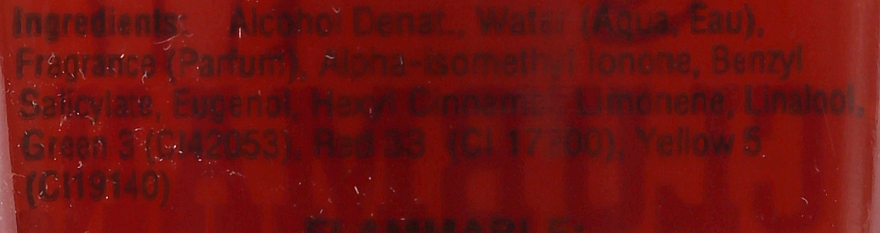 Ingredients: Alcohol Denat., Water (Aqua, Eau),
Fragrance (Parfum), Alpha-isomethyl Ionone, Benzyl
Salicylate, Eugenol, Hexyl Cinnamal, Limonene, Linalool,
Green 3 (CI42053), Red 33 (CI 17200), Yellow 5
(CI19140)